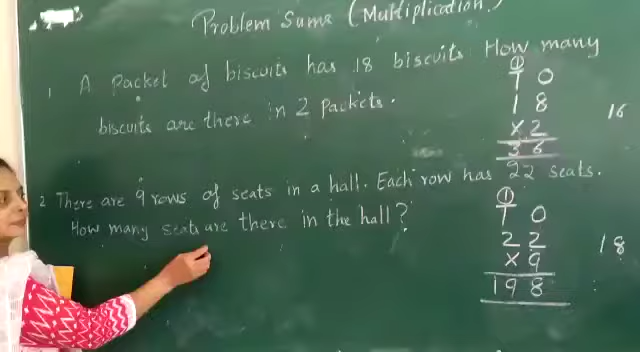 Problem Sums (Multiplication.)
1. A Packet of biscuits has 18 biscuits. How many
biscuits are there in 2 Packets.
①
T O
1 8
× 2
3 6
16
2 There are 9 rows of seats in a hall. Each row has 22 seats.
How many seats are there in the hall?
①
T O
2 2
× 9
1 9 8
18